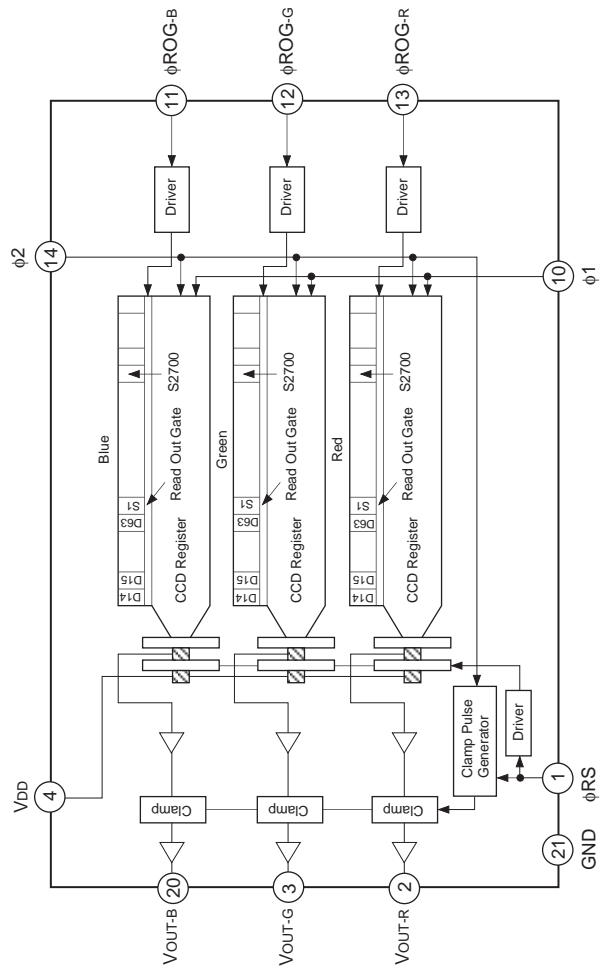 φROG-B
φROG-G
φROG-R
11
12
13
Driver
Driver
Driver
φ2
14
10
φ1
Blue
D14
D15
D63
S1
S2700
Read Out Gate
CCD Register
Green
D14
D15
D63
S1
S2700
Read Out Gate
CCD Register
Red
D14
D15
D63
S1
S2700
Read Out Gate
CCD Register
VDD
4
Clamp
Clamp
Clamp
Clamp Pulse
Generator
Driver
1
φRS
21
GND
20
3
2
VOUT-B
VOUT-G
VOUT-R